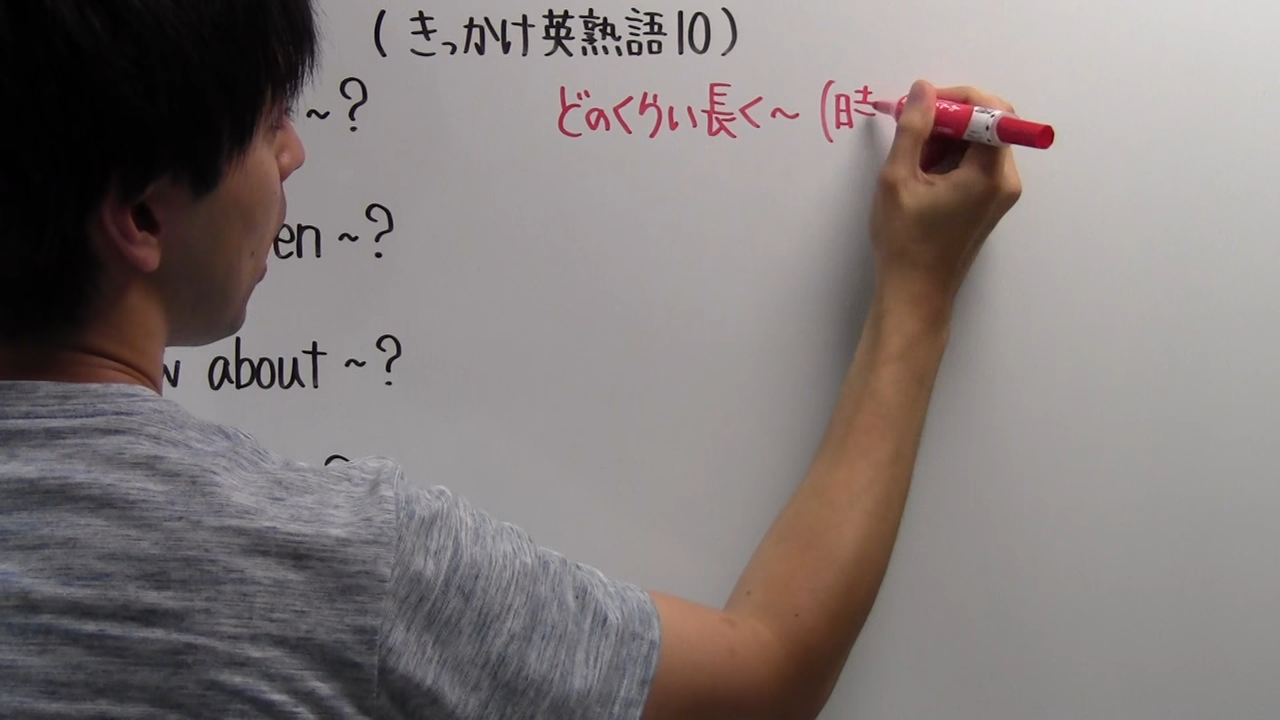 (きっかけ英熟語10)
~? どのくらい長く~(時
en ~?
about ~?
?